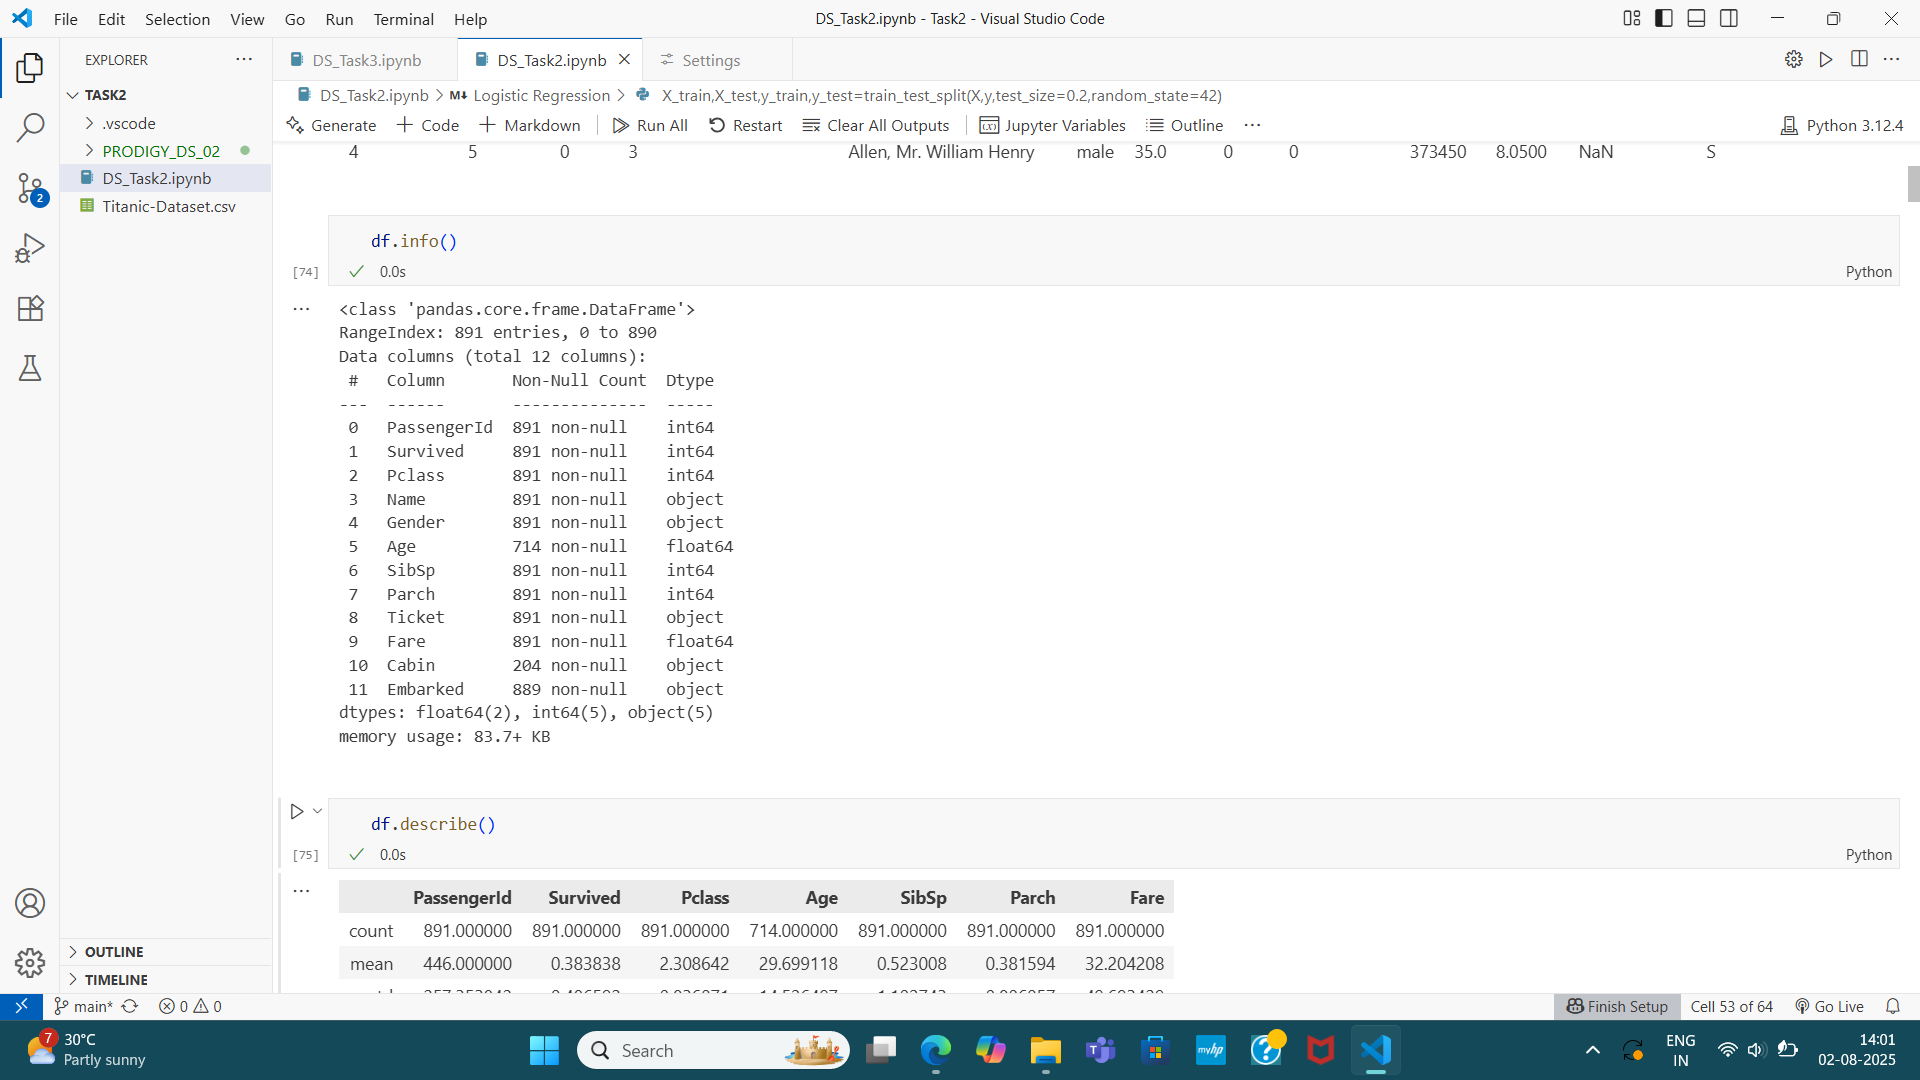 File Edit Selection View Go Run Terminal Help
DS_Task2.ipynb - Task2 - Visual Studio Code
EXPLORER
TASK2
.vscode
PRODIGY_DS_02
DS_Task2.ipynb
Titanic-Dataset.csv
2
OUTLINE
TIMELINE
DS_Task3.ipynb DS_Task2.ipynb Settings
DS_Task2.ipynb > M↓ Logistic Regression > X_train,X_test,y_train,y_test=train_test_split(X,y,test_size=0.2,random_state=42)
Generate + Code + Markdown Run All Restart Clear All Outputs Jupyter Variables Outline ... Python 3.12.4
4 5 0 3 Allen, Mr. William Henry male 35.0 0 0 373450 8.0500 NaN S
df.info()
[74] 0.0s Python
<class 'pandas.core.frame.DataFrame'>
RangeIndex: 891 entries, 0 to 890
Data columns (total 12 columns):
# Column Non-Null Count Dtype
--- ------ -------------- -----
0 PassengerId 891 non-null int64
1 Survived 891 non-null int64
2 Pclass 891 non-null int64
3 Name 891 non-null object
4 Gender 891 non-null object
5 Age 714 non-null float64
6 SibSp 891 non-null int64
7 Parch 891 non-null int64
8 Ticket 891 non-null object
9 Fare 891 non-null float64
10 Cabin 204 non-null object
11 Embarked 889 non-null object
dtypes: float64(2), int64(5), object(5)
memory usage: 83.7+ KB
df.describe()
[75] 0.0s Python
PassengerId Survived Pclass Age SibSp Parch Fare
count 891.000000 891.000000 891.000000 714.000000 891.000000 891.000000 891.000000
mean 446.000000 0.383838 2.308642 29.699118 0.523008 0.381594 32.204208
main* 0 0 Finish Setup Cell 53 of 64 Go Live
7 30°C
Partly sunny
Search
myhp
ENG
IN
14:01
02-08-2025